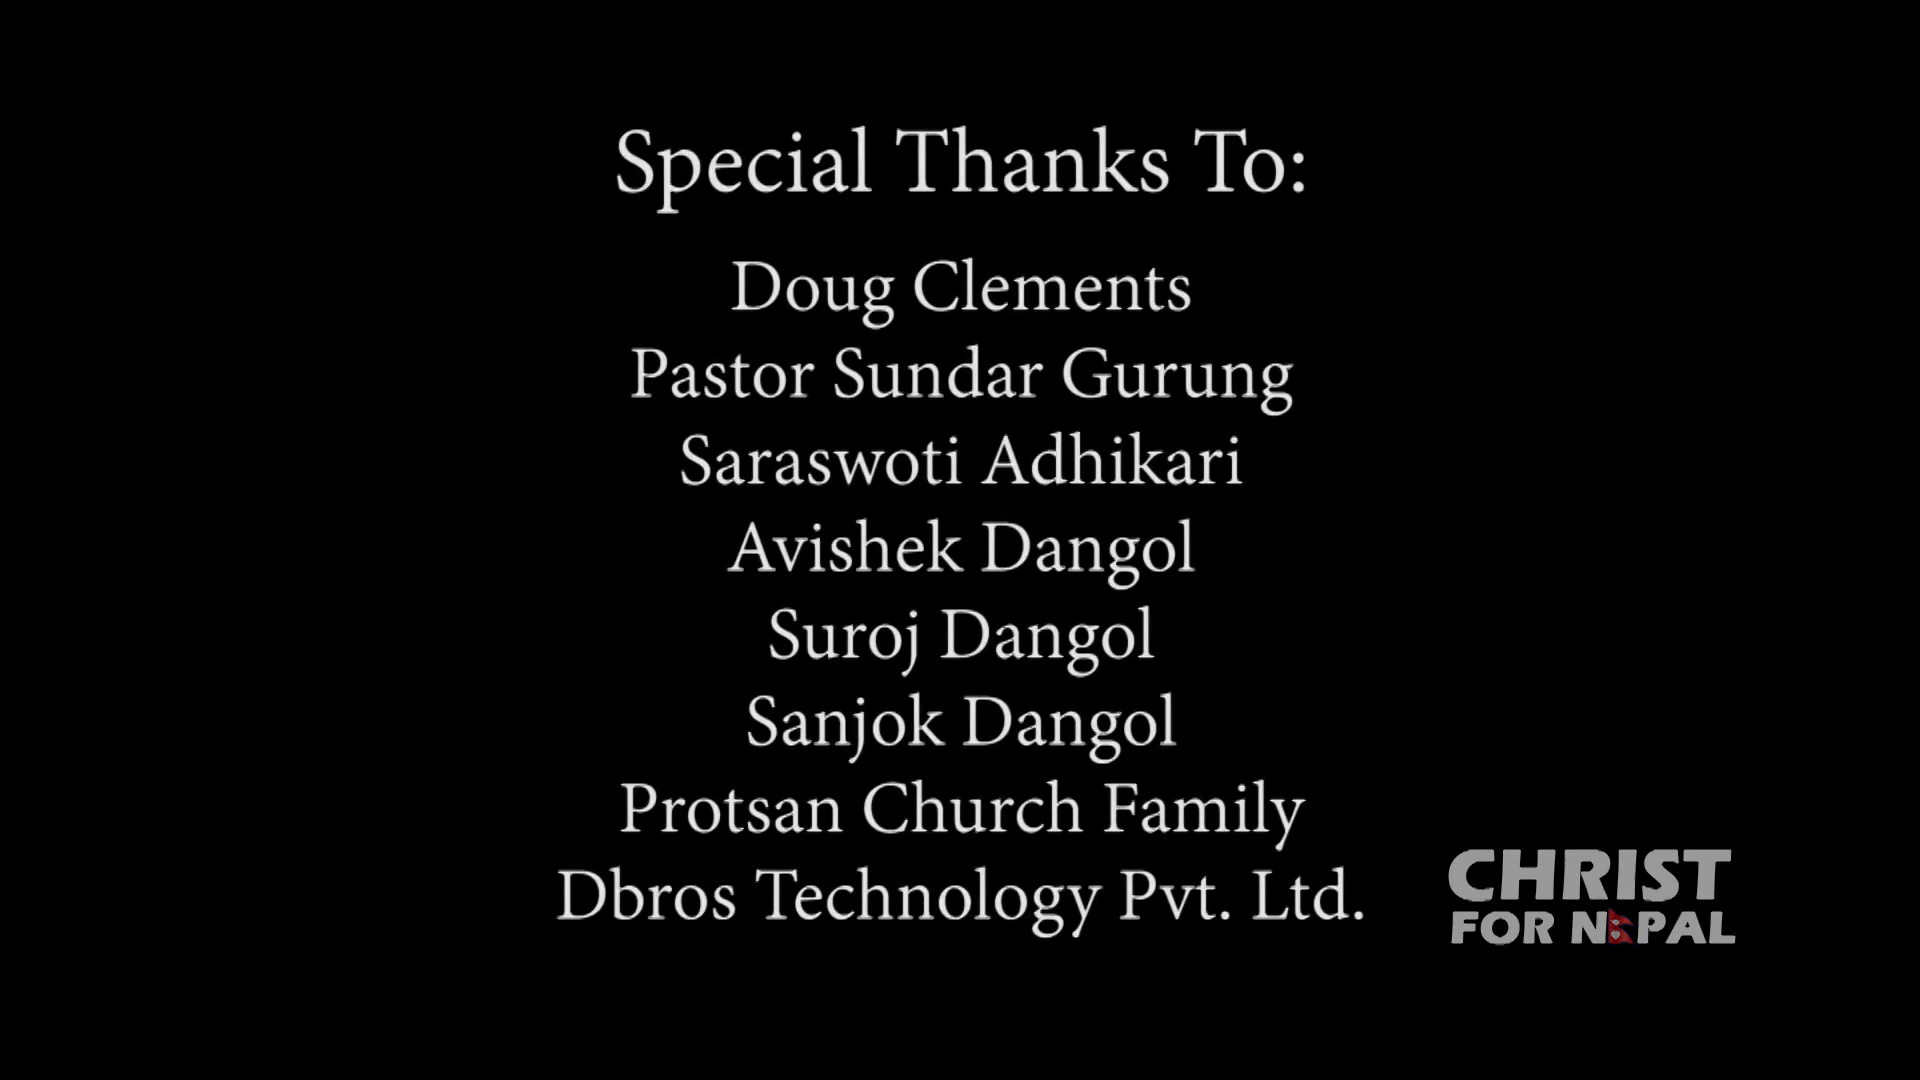 Special Thanks To:
Doug Clements
Pastor Sundar Gurung
Saraswoti Adhikari
Avishek Dangol
Suroj Dangol
Sanjok Dangol
Protsan Church Family
Dbros Technology Pvt. Ltd.
CHRIST
FOR NEPAL